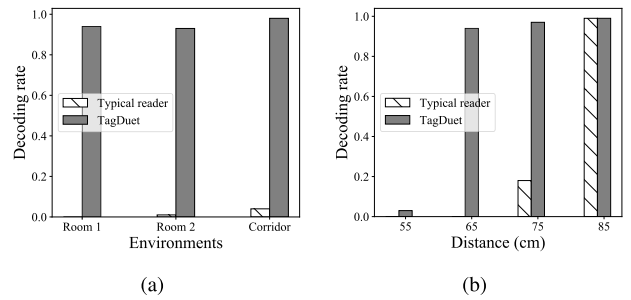 1.0
0.8
0.6
0.4
0.2
0.0
Decoding rate
Typical reader
TagDuet
Room 1 Room 2 Corridor
Environments
(a)
1.0
0.8
0.6
0.4
0.2
0.0
Decoding rate
Typical reader
TagDuet
55 65 75 85
Distance (cm)
(b)